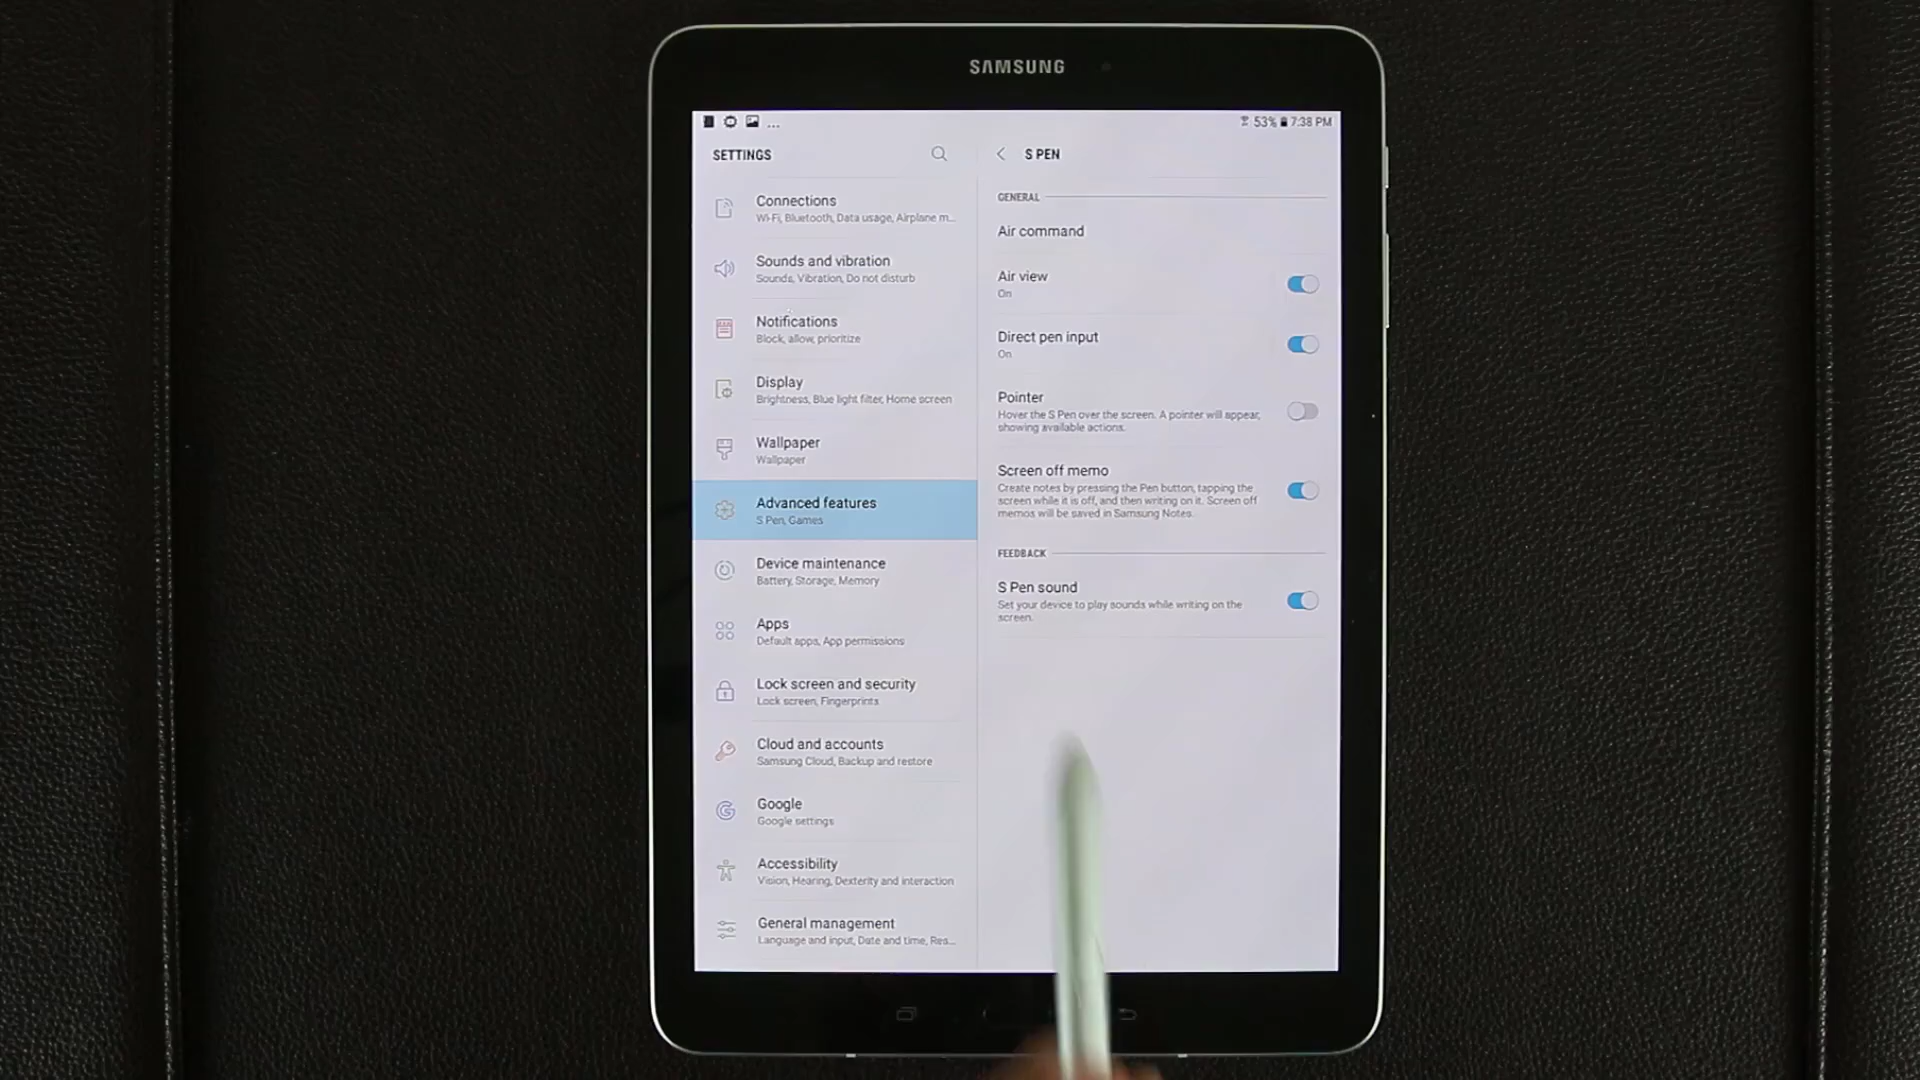 SAMSUNG
... 53% 7:38 PM
SETTINGS
Connections
Wi-Fi, Bluetooth, Data usage, Airplane m...
Sounds and vibration
Sounds, Vibration, Do not disturb
Notifications
Block, allow, prioritize
Display
Brightness, Blue light filter, Home screen
Wallpaper
Wallpaper
Advanced features
S Pen, Games
Device maintenance
Battery, Storage, Memory
Apps
Default apps, App permissions
Lock screen and security
Lock screen, Fingerprints
Cloud and accounts
Samsung Cloud, Backup and restore
Google
Google settings
Accessibility
Vision, Hearing, Dexterity and interaction
General management
Language and input, Date and time, Res...
S PEN
GENERAL
Air command
Air view
On
Direct pen input
On
Pointer
Hover the S Pen over the screen. A pointer will appear,
showing available actions.
Screen off memo
Create notes by pressing the Pen button, tapping the
screen while it is off, and then writing on it. Screen off
memos will be saved in Samsung Notes.
FEEDBACK
S Pen sound
Set your device to play sounds while writing on the
screen.